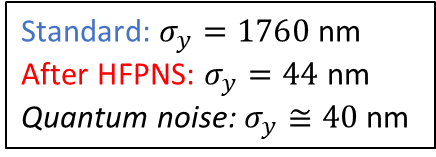 Standard: σ_y = 1760 nm
After HFPNS: σ_y = 44 nm
Quantum noise: σ_y ≅ 40 nm